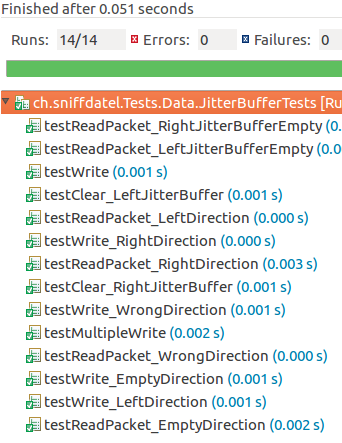 Finished after 0.051 seconds
Runs: 14/14 Errors: 0 Failures: 0
ch.sniffdatel.Tests.Data.JitterBufferTests [Ru
testReadPacket_RightJitterBufferEmpty (0.
testReadPacket_LeftJitterBufferEmpty (0.0
testWrite (0.001 s)
testClear_LeftJitterBuffer (0.001 s)
testReadPacket_LeftDirection (0.000 s)
testWrite_RightDirection (0.000 s)
testReadPacket_RightDirection (0.003 s)
testClear_RightJitterBuffer (0.001 s)
testWrite_WrongDirection (0.001 s)
testMultipleWrite (0.002 s)
testReadPacket_WrongDirection (0.000 s)
testWrite_EmptyDirection (0.001 s)
testWrite_LeftDirection (0.001 s)
testReadPacket_EmptyDirection (0.002 s)